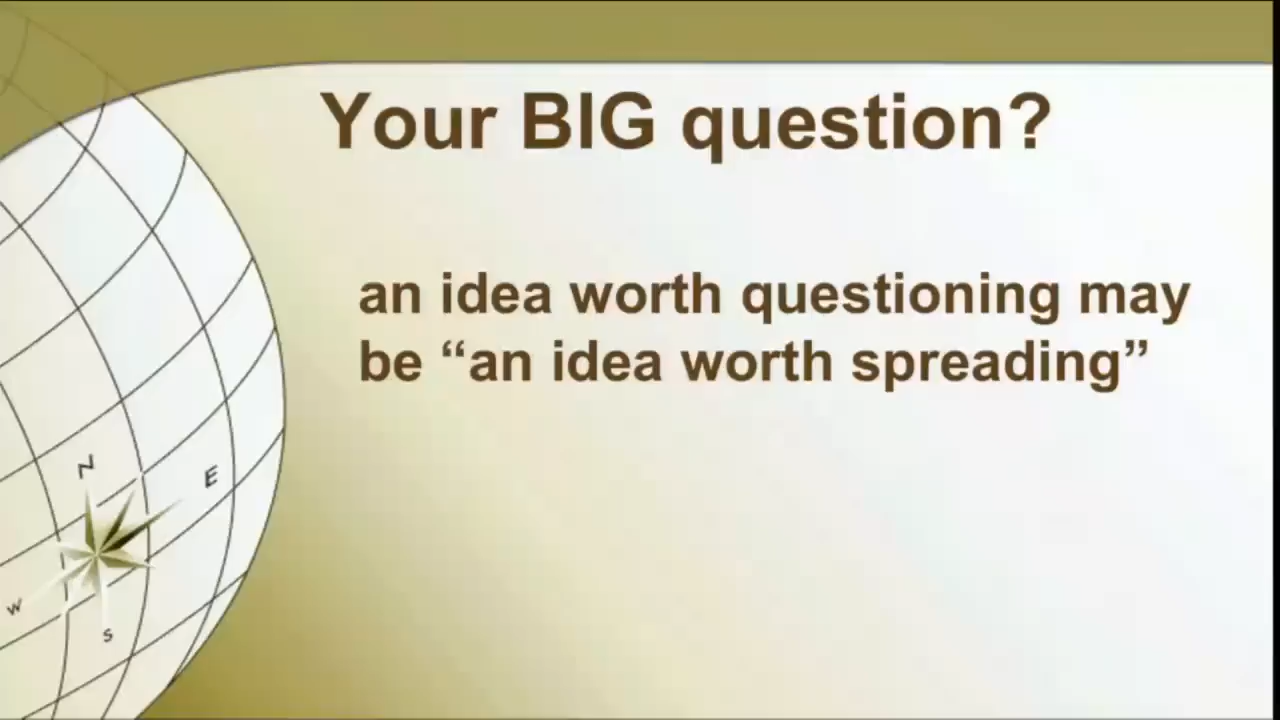 Your BIG question?
an idea worth questioning may
be “an idea worth spreading”
N
E
W
S